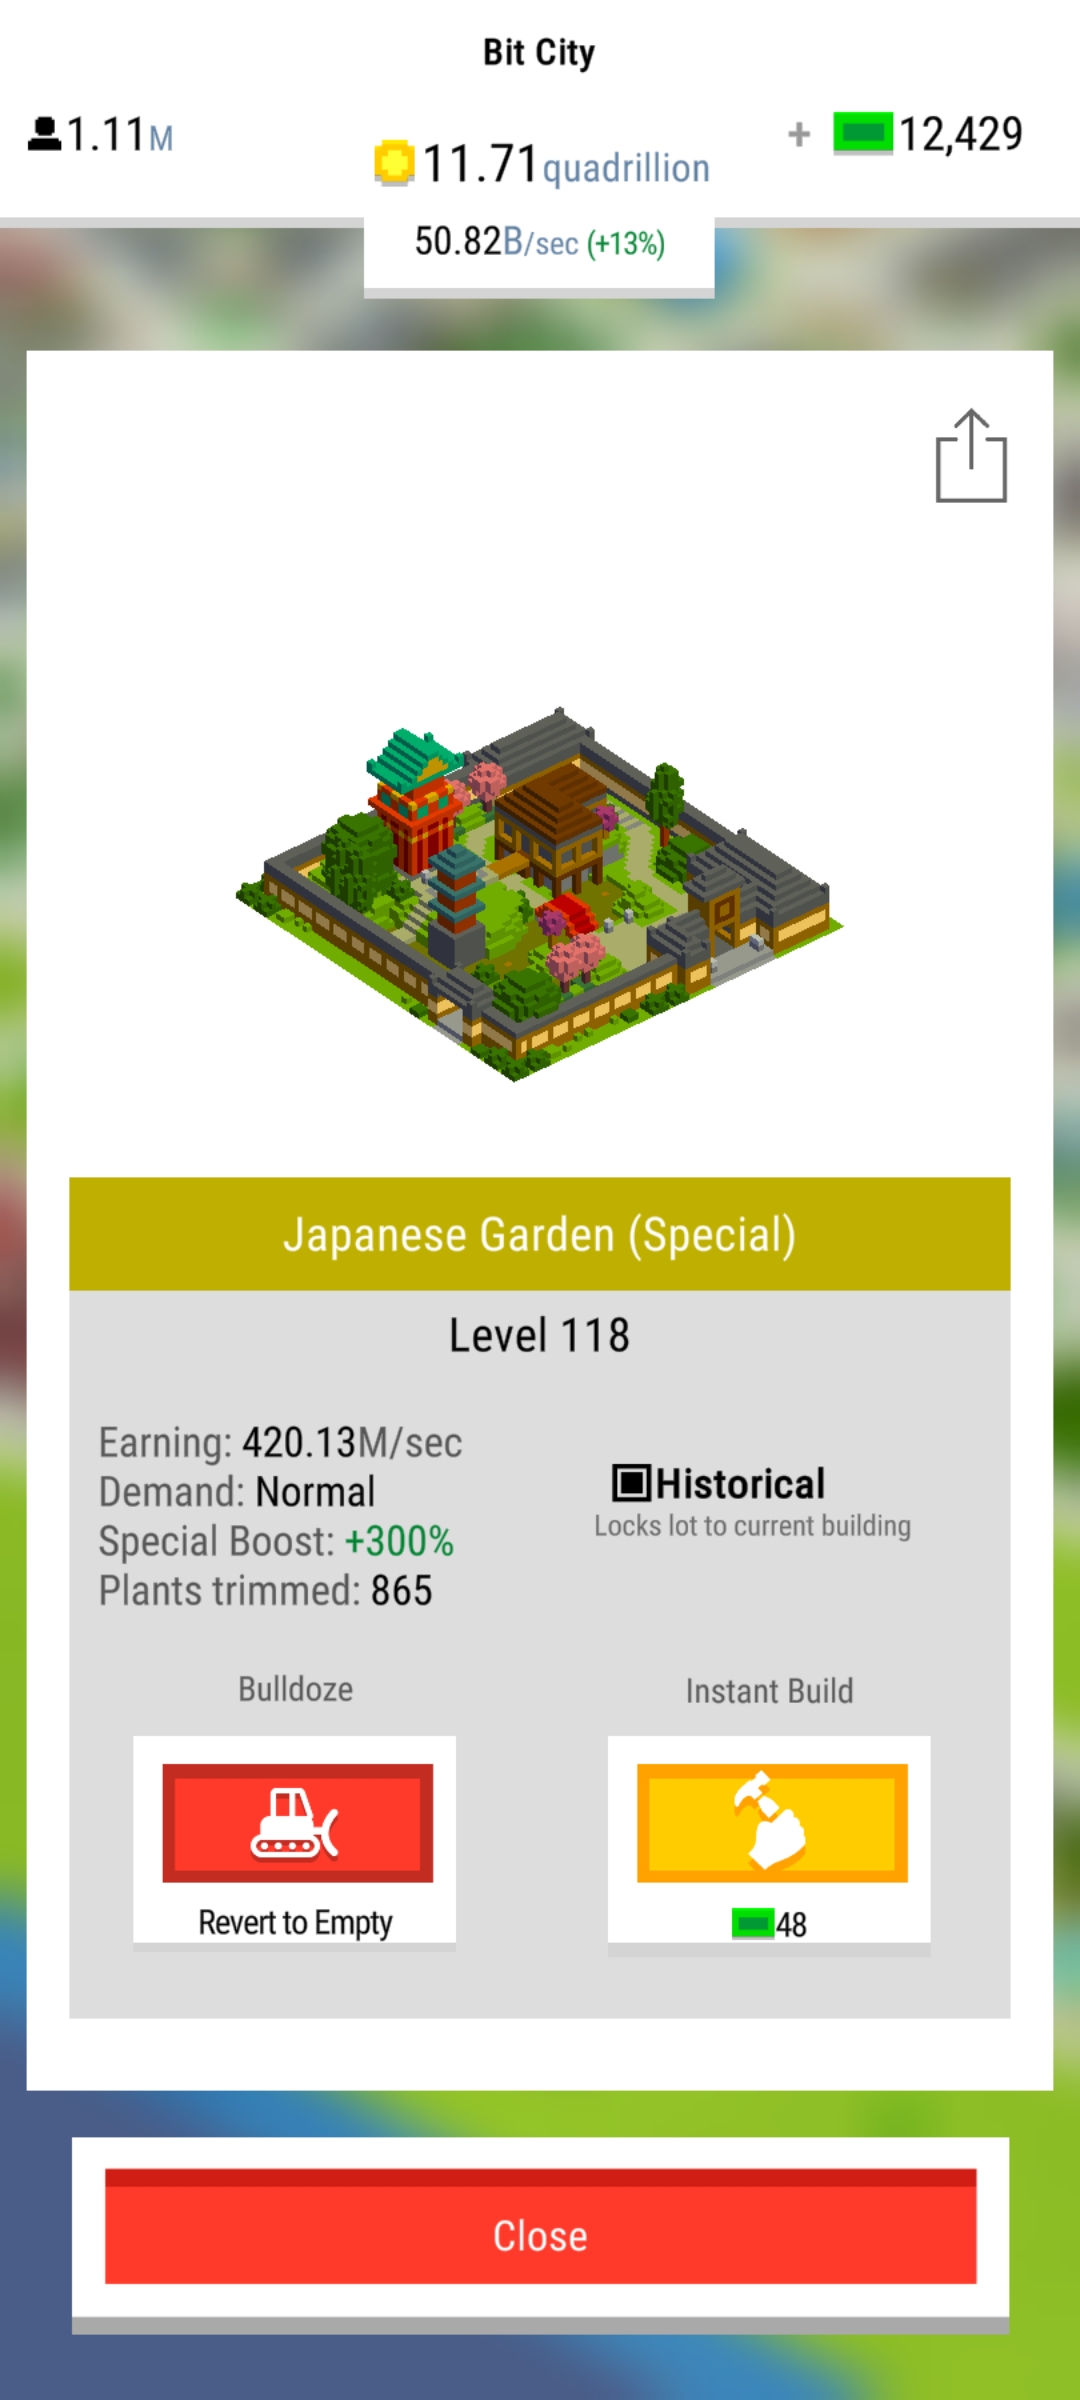 Bit City
1.11M
11.71quadrillion
+ 12,429
50.82B/sec (+13%)
Japanese Garden (Special)
Level 118
Earning: 420.13M/sec
Demand: Normal
Special Boost: +300%
Plants trimmed: 865
Historical
Locks lot to current building
Bulldoze
Instant Build
Revert to Empty
48
Close